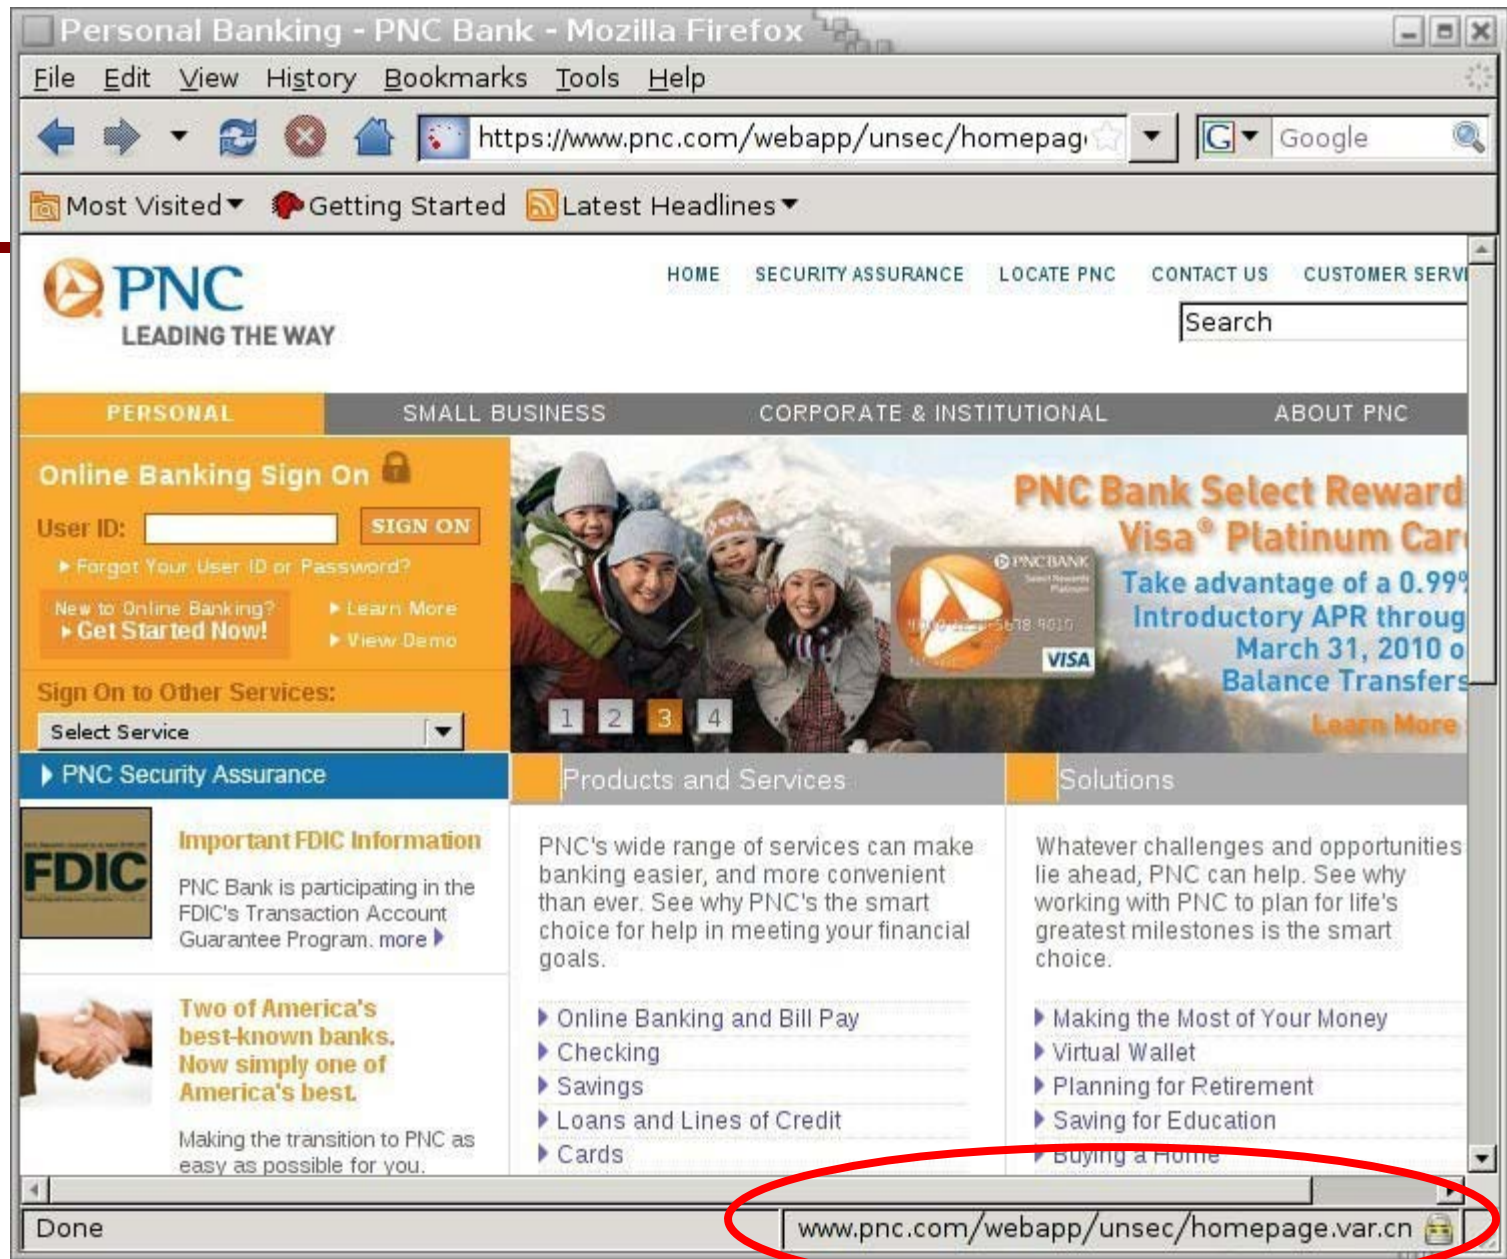 Personal Banking - PNC Bank - Mozilla Firefox
File Edit View History Bookmarks Tools Help
https://www.pnc.com/webapp/unsec/homepag
G Google
Most Visited Getting Started Latest Headlines
PNC
LEADING THE WAY
HOME SECURITY ASSURANCE LOCATE PNC CONTACT US CUSTOMER SERVI
Search
PERSONAL SMALL BUSINESS CORPORATE & INSTITUTIONAL ABOUT PNC
Online Banking Sign On
User ID: SIGN ON
Forgot Your User ID or Password?
New to Online Banking?
Get Started Now!
Learn More
View Demo
Sign On to Other Services:
Select Service
PNC Bank Select Reward
Visa® Platinum Car
Take advantage of a 0.99%
Introductory APR throug
March 31, 2010 o
Balance Transfers
Learn More
PNCBANK
Select Rewards
Platinum
VISA
1 2 3 4
PNC Security Assurance
FDIC
Important FDIC Information
PNC Bank is participating in the
FDIC's Transaction Account
Guarantee Program. more
Two of America's
best-known banks.
Now simply one of
America's best.
Making the transition to PNC as
easy as possible for you.
Products and Services
PNC's wide range of services can make
banking easier, and more convenient
than ever. See why PNC's the smart
choice for help in meeting your financial
goals.
Online Banking and Bill Pay
Checking
Savings
Loans and Lines of Credit
Cards
Solutions
Whatever challenges and opportunities
lie ahead, PNC can help. See why
working with PNC to plan for life's
greatest milestones is the smart
choice.
Making the Most of Your Money
Virtual Wallet
Planning for Retirement
Saving for Education
Buying a Home
Done
www.pnc.com/webapp/unsec/homepage.var.cn